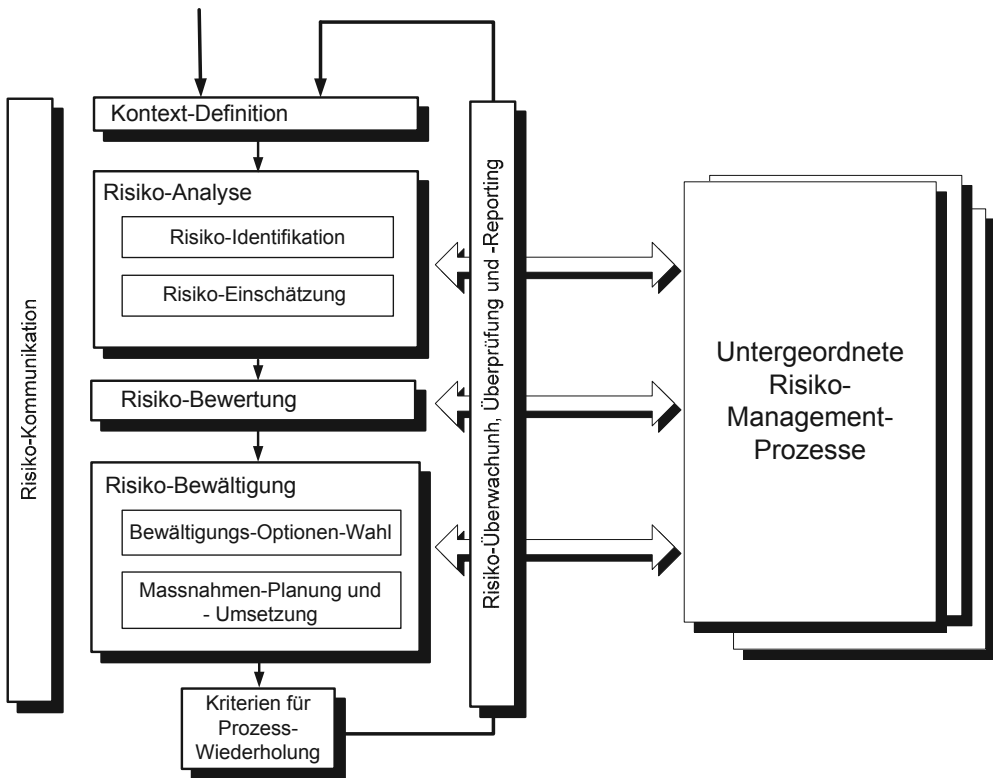 Risiko-Kommunikation
Kontext-Definition
Risiko-Analyse
Risiko-Identifikation
Risiko-Einschätzung
Risiko-Bewertung
Risiko-Bewältigung
Bewältigungs-Optionen-Wahl
Massnahmen-Planung und
- Umsetzung
Kriterien für
Prozess-
Wiederholung
Risiko-Überwachunh, Überprüfung und -Reporting
Untergeordnete
Risiko-
Management-
Prozesse